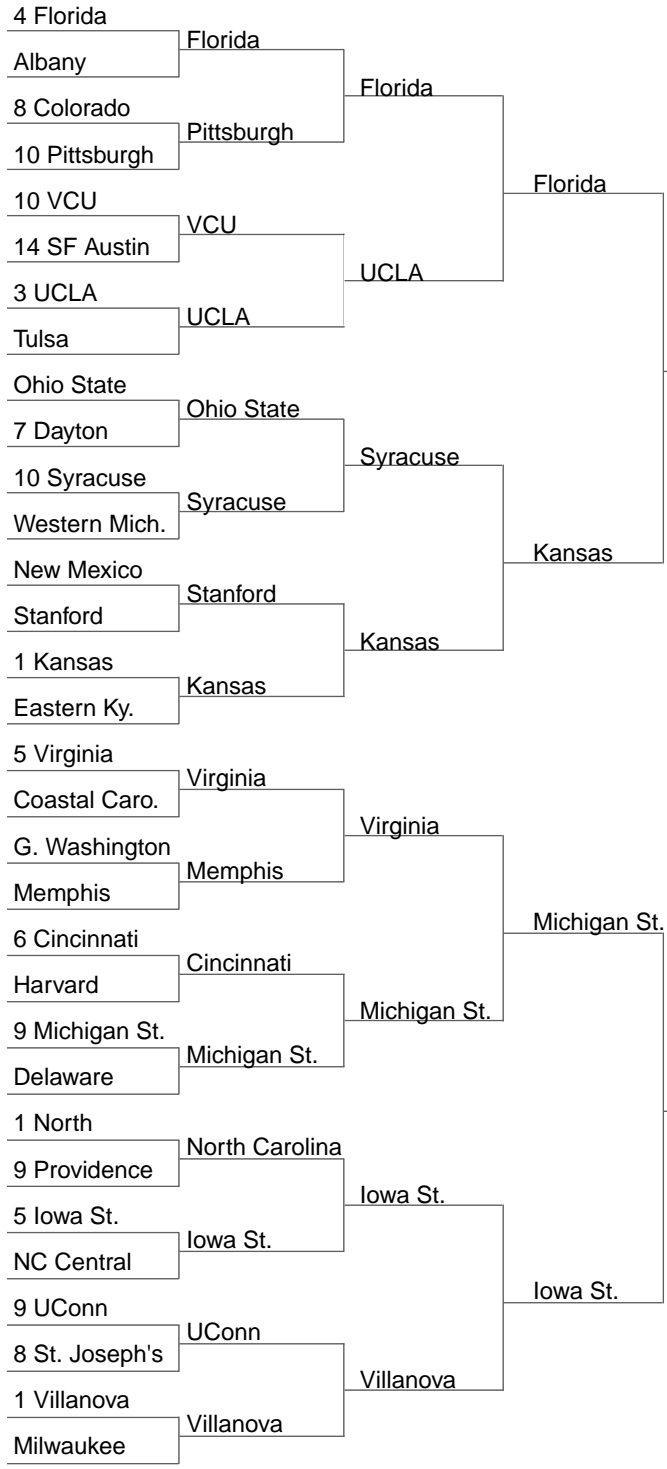 4 Florida
Albany
8 Colorado
10 Pittsburgh
10 VCU
14 SF Austin
3 UCLA
Tulsa
Ohio State
7 Dayton
10 Syracuse
Western Mich.
New Mexico
Stanford
1 Kansas
Eastern Ky.
5 Virginia
Coastal Caro.
G. Washington
Memphis
6 Cincinnati
Harvard
9 Michigan St.
Delaware
1 North
9 Providence
5 Iowa St.
NC Central
9 UConn
8 St. Joseph's
1 Villanova
Milwaukee
Florida
Pittsburgh
VCU
UCLA
Ohio State
Syracuse
Stanford
Kansas
Virginia
Memphis
Cincinnati
Michigan St.
North Carolina
Iowa St.
UConn
Villanova
Florida
UCLA
Syracuse
Kansas
Virginia
Michigan St.
Iowa St.
Villanova
Florida
Kansas
Michigan St.
Iowa St.